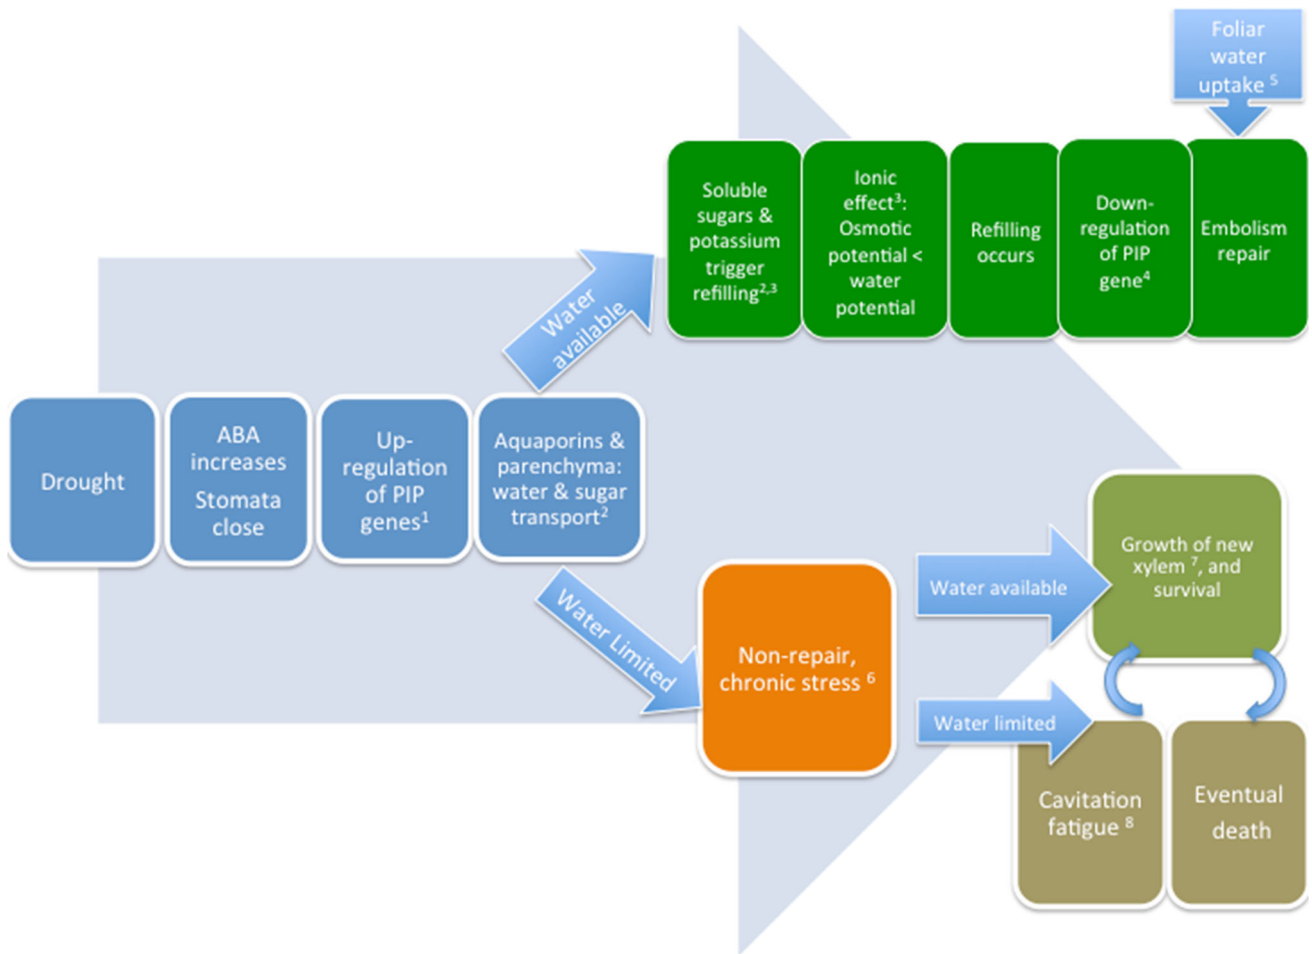 Foliar
water
uptake 5
Soluble
sugars &
potassium
trigger
refilling2,3
Ionic
effect3:
Osmotic
potential <
water
potential
Refilling
occurs
Down-
regulation
of PIP
gene4
Embolism
repair
Water
available
Drought
ABA
increases
Stomata
close
Up-
regulation
of PIP
genes1
Aquaporins &
parenchyma:
water & sugar
transport2
Water Limited
Non-repair,
chronic stress 6
Water available
Growth of new
xylem 7, and
survival
Water limited
Cavitation
fatigue 8
Eventual
death